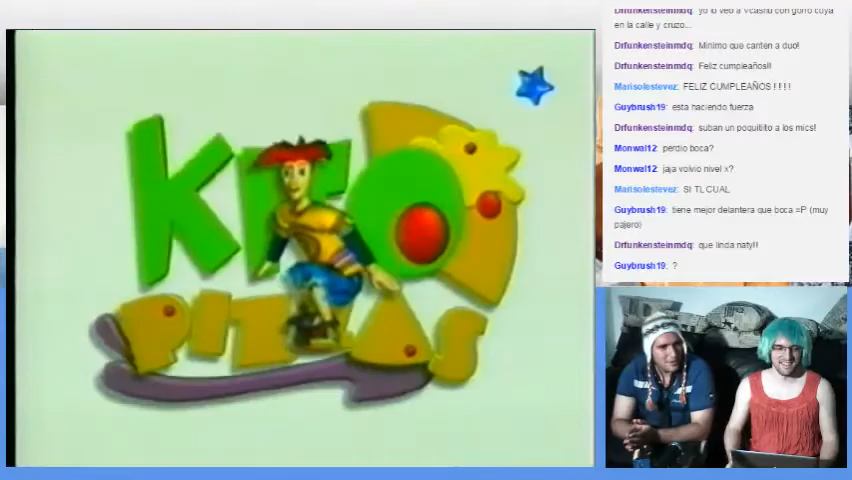 KITO
PIZZAS
Drfunkensteinmdq: yo lo veo a Vcashu con gorro coya
en la calle y cruzo...
Drfunkensteinmdq: Minimo que canten a duo!
Drfunkensteinmdq: Feliz cumpleaños!!
Marisolestevez: FELIZ CUMPLEAÑOS ! ! ! !
Guybrush19: esta haciendo fuerza
Drfunkensteinmdq: suban un poquitito a los mics!
Monwal12: perdio boca?
Monwal12: jaja volvio nivel x?
Marisolestevez: SI TL CUAL
Guybrush19: tiene mejor delantera que boca =P (muy
pajero)
Drfunkensteinmdq: que linda naty!!
Guybrush19: ?